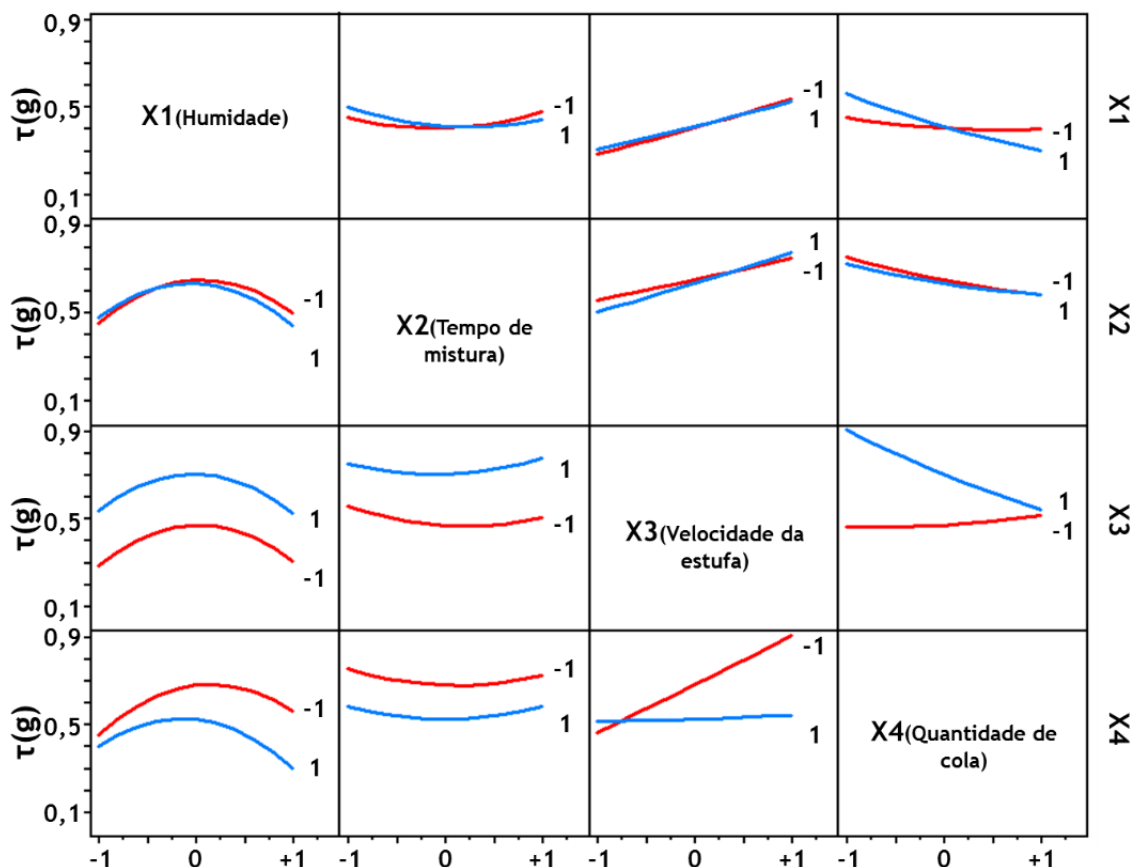 0,9
τ(g)
0,5
0,1
X1(Humidade)
-1
1
-1
1
-1
1
X1
0,9
τ(g)
0,5
0,1
-1
1
X2(Tempo de
mistura)
1
-1
-1
1
X2
0,9
τ(g)
0,5
0,1
1
-1
1
-1
X3(Velocidade da
estufa)
1
-1
X3
0,9
τ(g)
0,5
0,1
-1
1
-1
1
-1
1
X4(Quantidade de
cola)
X4
-1 0 +1 -1 0 +1 -1 0 +1 -1 0 +1